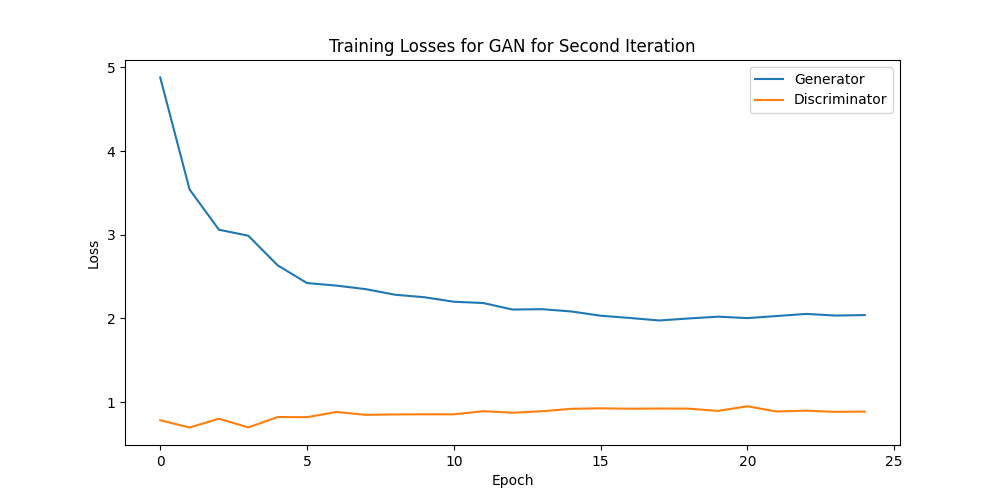 Training Losses for GAN for Second Iteration
Generator
Discriminator
5
4
3
2
1
Loss
0
5
10
15
20
25
Epoch